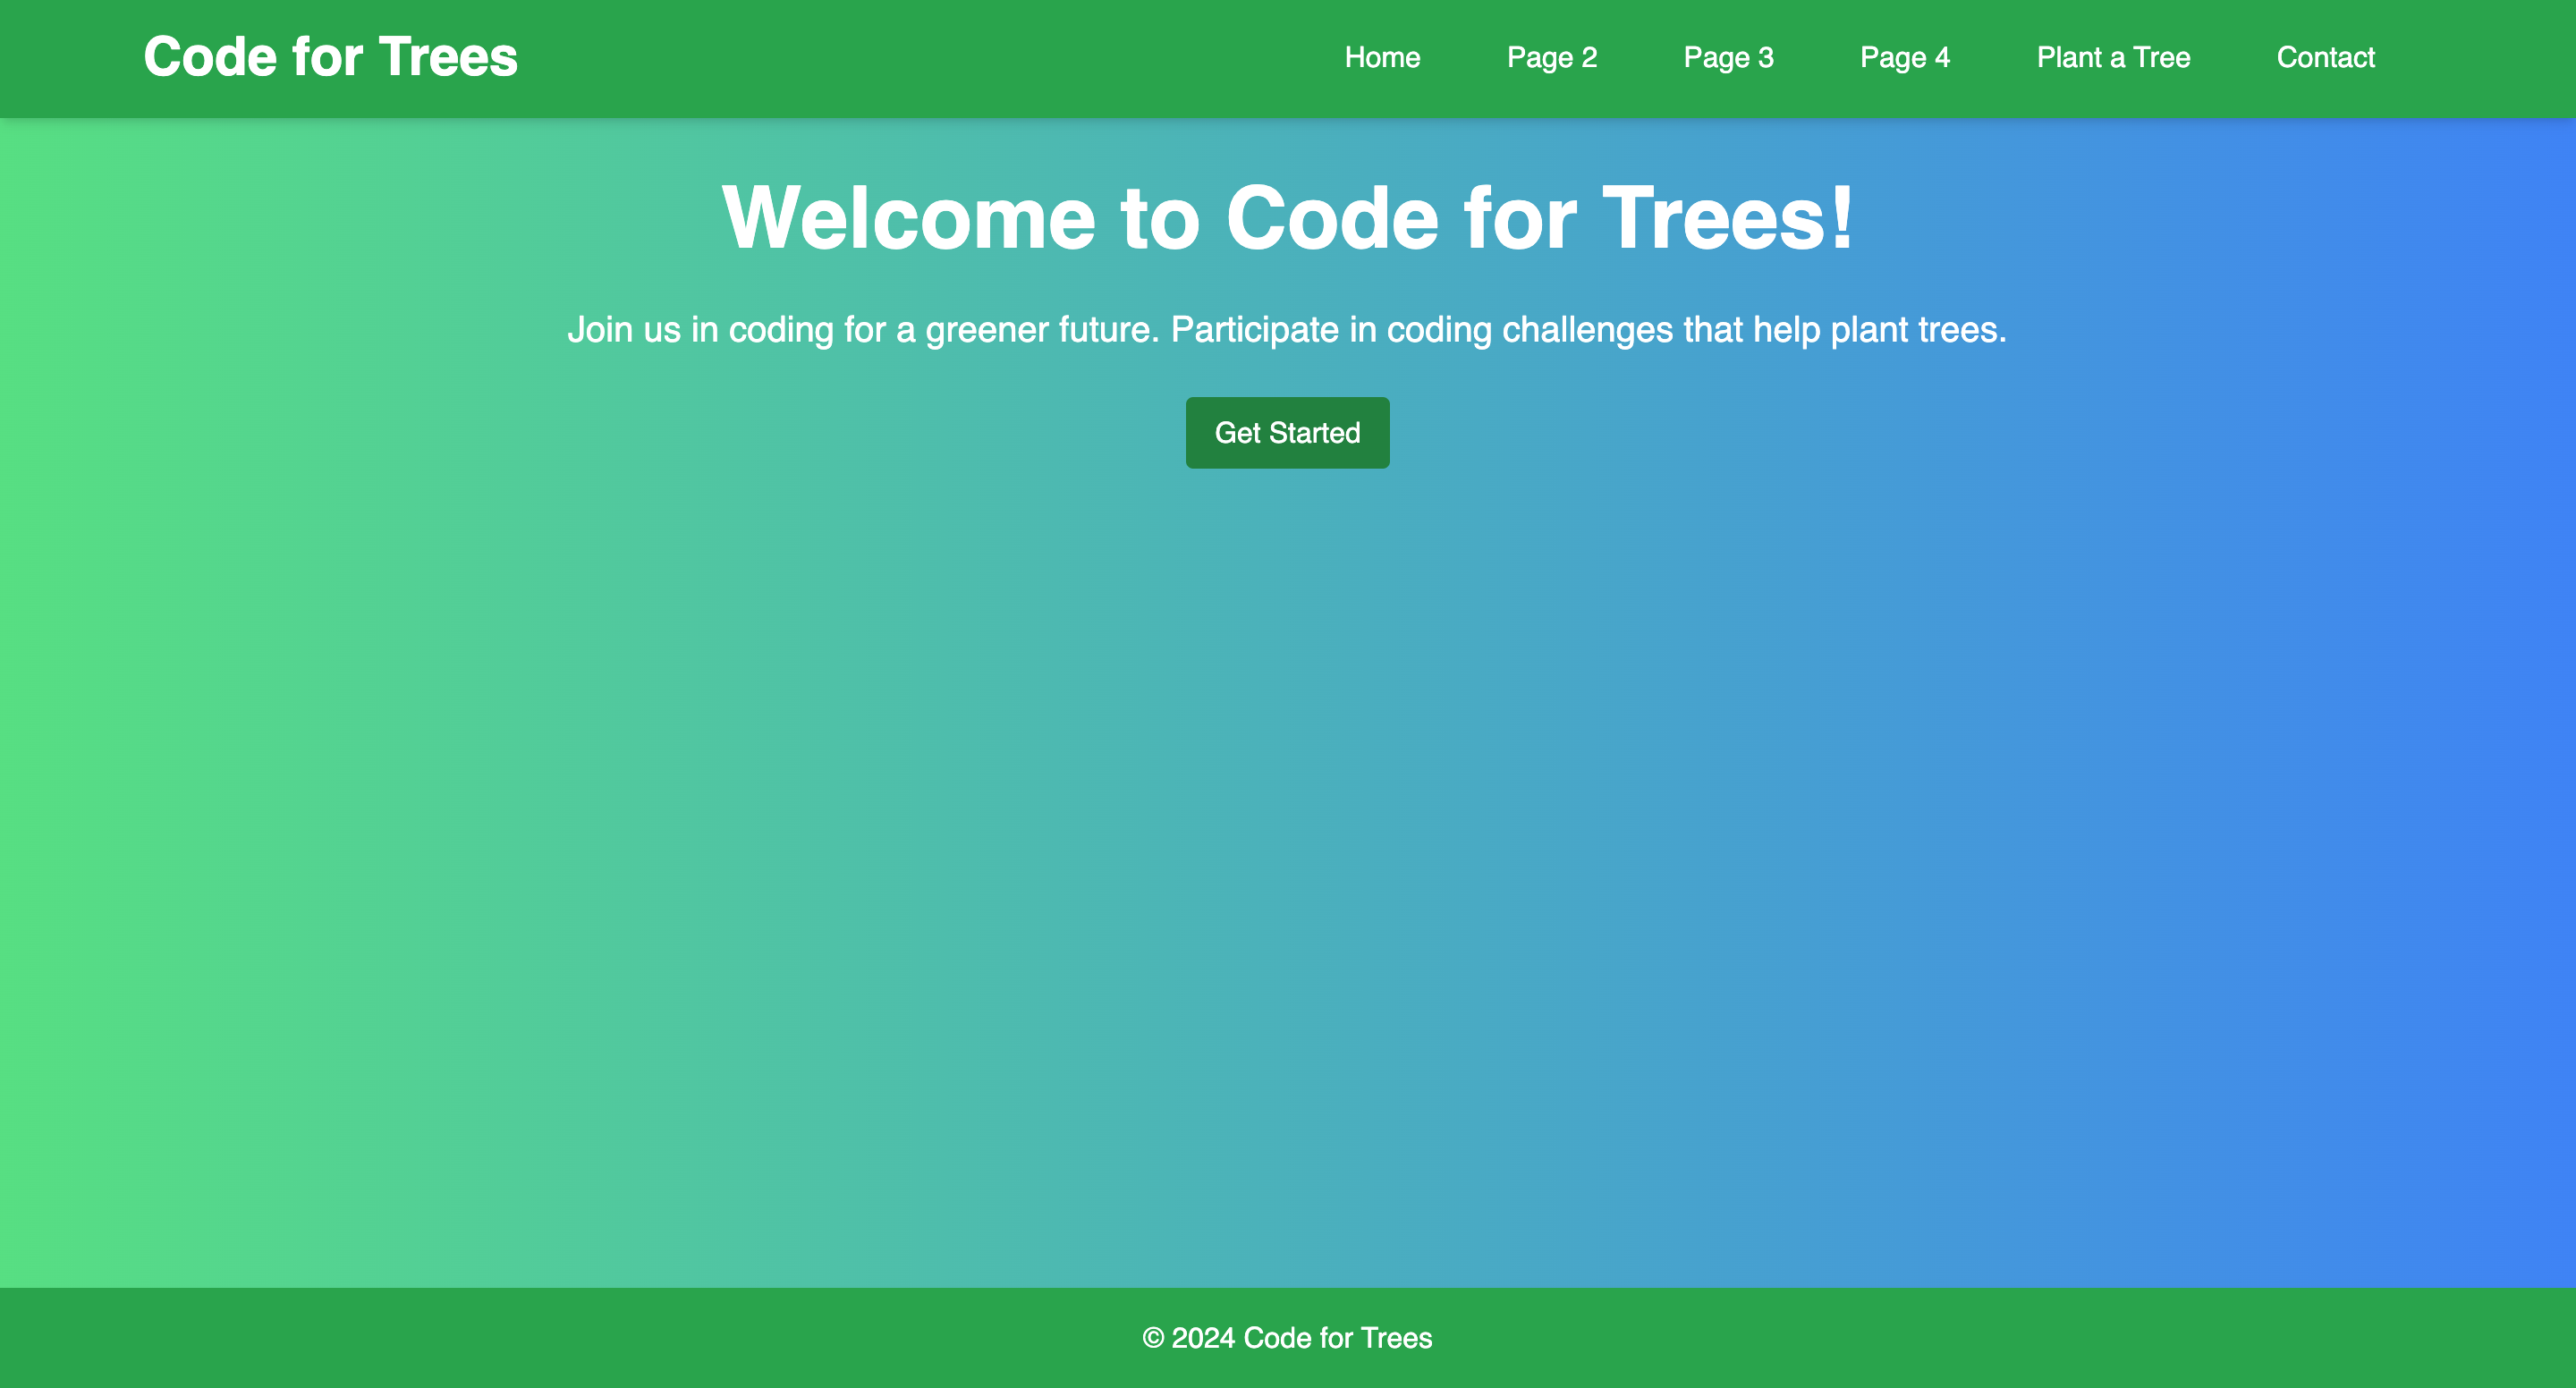 Code for Trees
Home Page 2 Page 3 Page 4 Plant a Tree Contact
Welcome to Code for Trees!
Join us in coding for a greener future. Participate in coding challenges that help plant trees.
Get Started
© 2024 Code for Trees